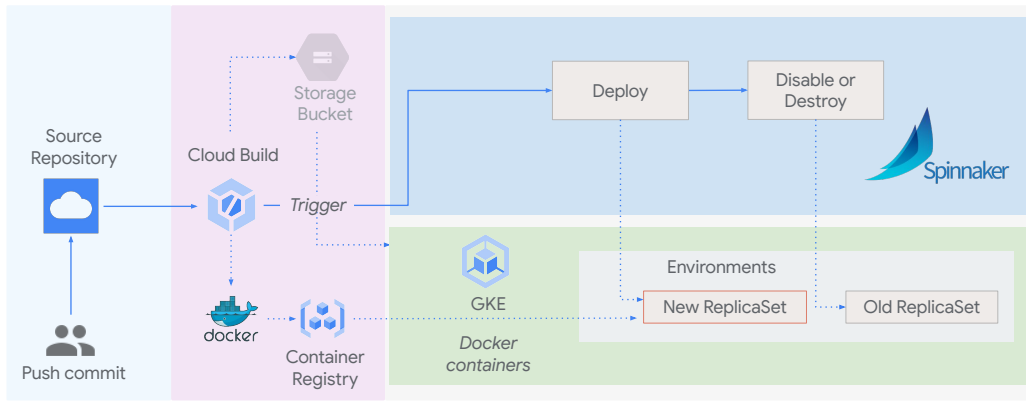 Source
Repository
Push commit
Cloud Build
Storage
Bucket
Trigger
docker
Container
Registry
Deploy
Disable or
Destroy
Spinnaker
GKE
Docker
containers
Environments
New ReplicaSet
Old ReplicaSet